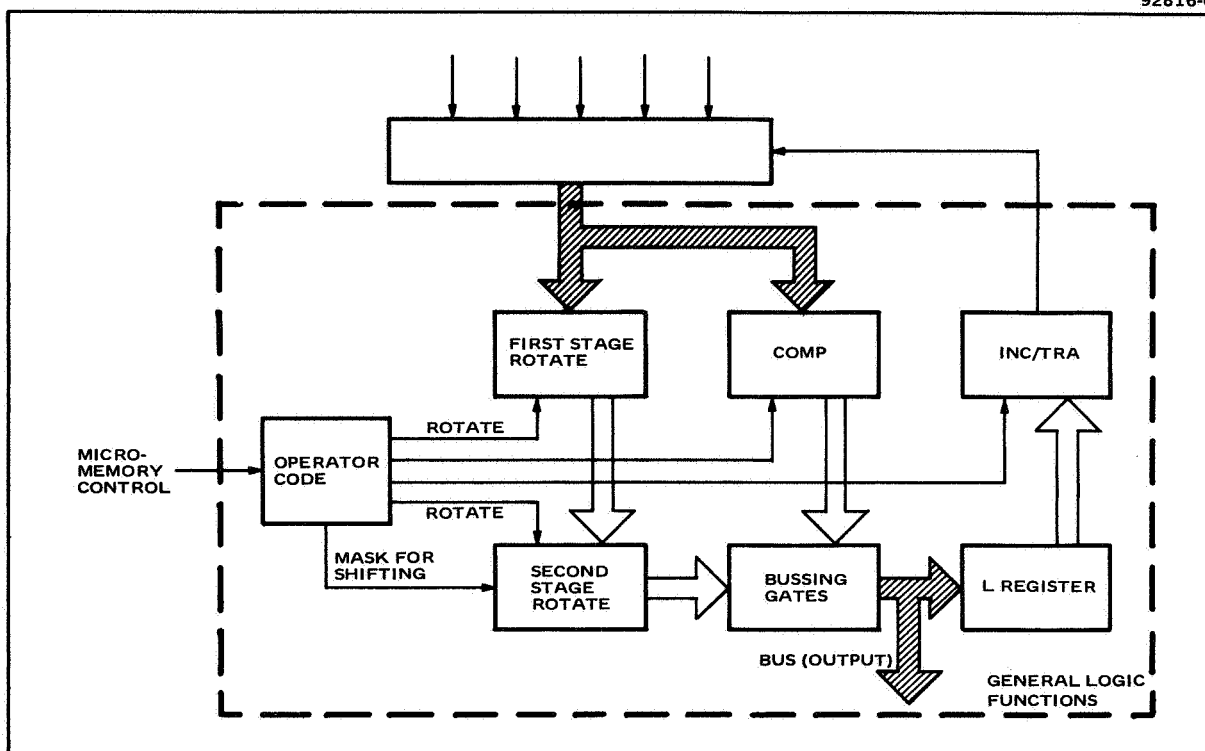 FIRST STAGE
ROTATE
COMP
INC/TRA
MICRO-
MEMORY
CONTROL
OPERATOR
CODE
ROTATE
ROTATE
MASK FOR
SHIFTING
SECOND
STAGE
ROTATE
BUSSING
GATES
L REGISTER
BUS (OUTPUT)
GENERAL LOGIC
FUNCTIONS